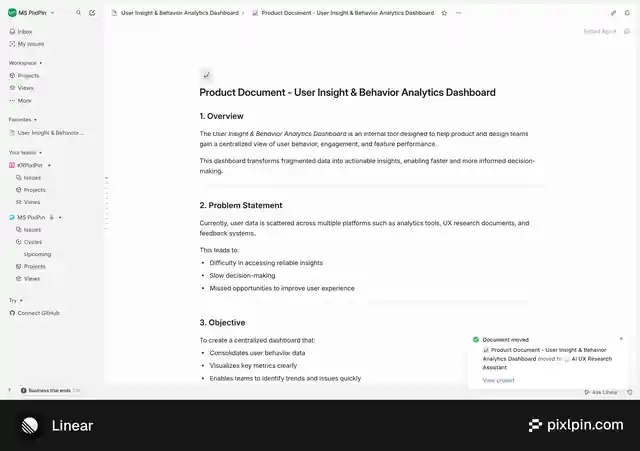 MS PixlPin
User Insight & Behavior Analytics Dashboard › Product Document - User Insight & Behavior Analytics Dashboard
Edited
Inbox
My issues
Workspace
Projects
Views
More
Favorites
User Insight & Behavior...
Your teams
Issues
Projects
Views
MS PixlPin
Issues
Cycles
Upcoming
Projects
Views
Try
Connect GitHub
Product Document - User Insight & Behavior Analytics Dashboard
1. Overview
The User Insight & Behavior Analytics Dashboard is an internal tool designed to help product and design teams
gain a centralized view of user behavior, engagement, and feature performance.
This dashboard transforms fragmented data into actionable insights, enabling faster and more informed decision-
making.
2. Problem Statement
Currently, user data is scattered across multiple platforms such as analytics tools, UX research documents, and
feedback systems.
This leads to:
• Difficulty in accessing reliable insights
• Slow decision-making
• Missed opportunities to improve user experience
3. Objective
To create a centralized dashboard that:
• Consolidates user behavior data
• Visualizes key metrics clearly
• Enables teams to identify trends and issues quickly
Document moved
Product Document - User Insight & Behavior
Analytics Dashboard moved to AI UX Research
Assistant
View project
? Business trial ends
Ask Linear
Linear
pixlpin.com